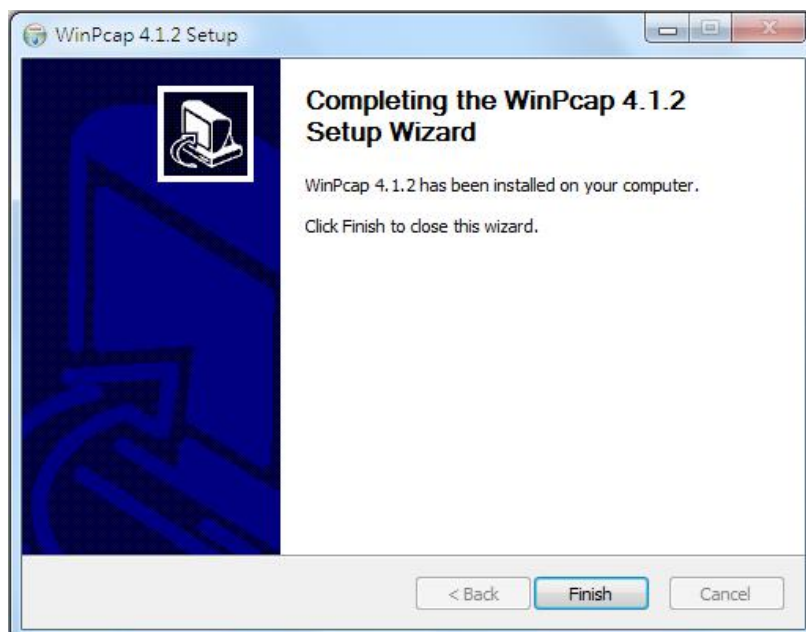 WinPcap 4.1.2 Setup
Completing the WinPcap 4.1.2
Setup Wizard
WinPcap 4.1.2 has been installed on your computer.
Click Finish to close this wizard.
< Back
Finish
Cancel